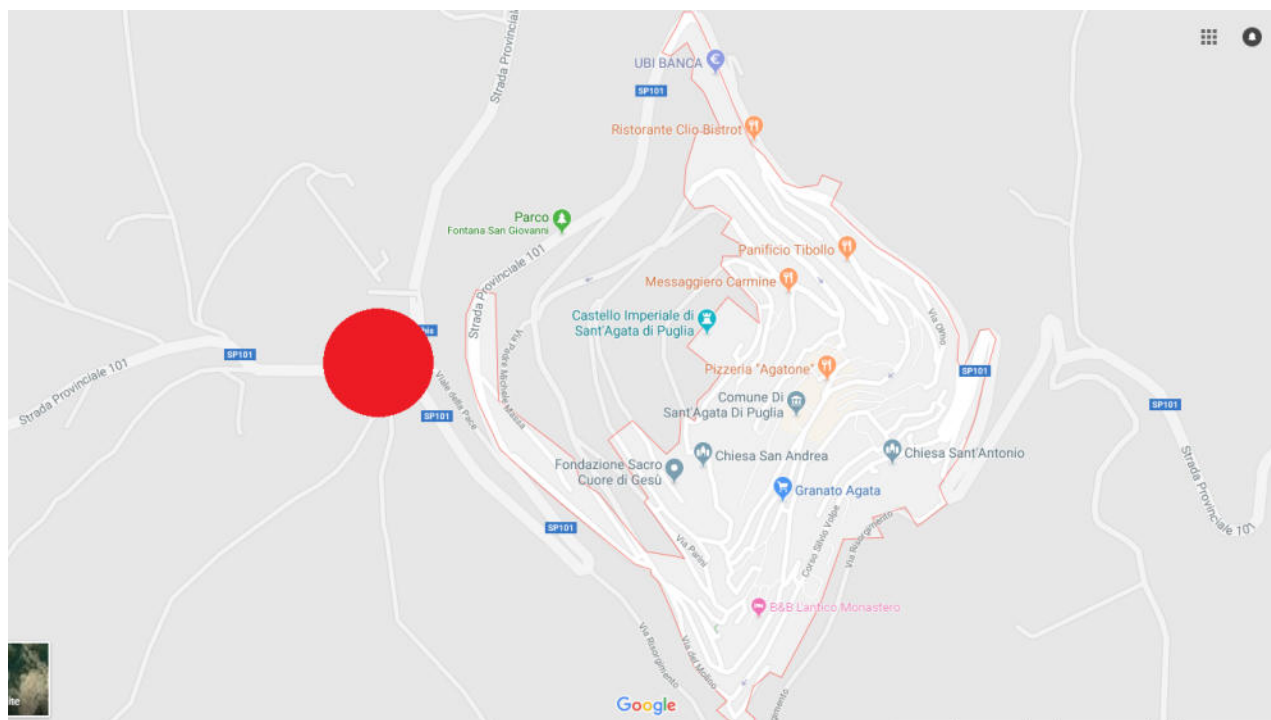 UBI BANCA
Strada Provinciale
SP101
Ristorante Clio Bistrot
Parco
Fontana San Giovanni
Strada Provinciale 101
Panificio Tibollo
Messaggiero Carmine
Castello Imperiale di
Sant'Agata di Puglia
Via Olmo
SP101
Strada Provinciale 101
Via Padre Michele Massa
Viale della Pace
SP101
Pizzeria "Agatone"
SP101
Comune Di
Sant'Agata Di Puglia
SP101
SP101
Chiesa San Andrea
Chiesa Sant'Antonio
Fondazione Sacro
Cuore di Gesù
Granato Agata
Strada Provinciale 101
SP101
Via Parini
Corso Silvio Volpe
Via Risorgimento
B&B L'antico Monastero
Via Risorgimento
Via del Molino
Google